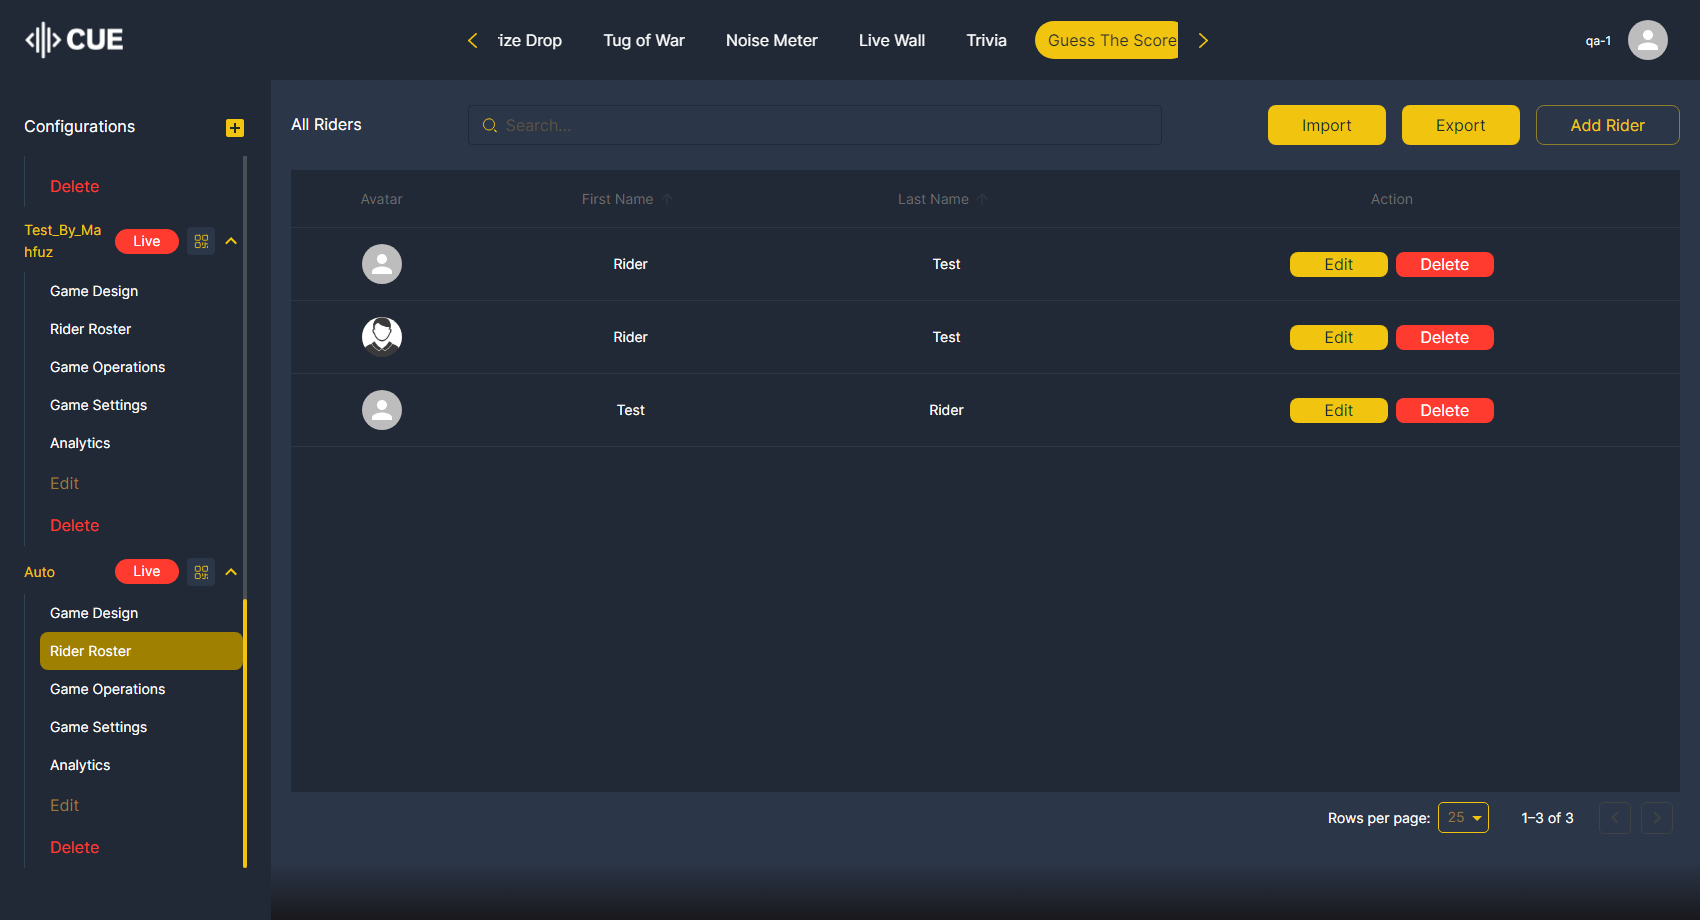 CUE
ize Drop
Tug of War
Noise Meter
Live Wall
Trivia
Guess The Score
qa-1
Configurations
Delete
Test_By_Ma
hfuz
Live
Game Design
Rider Roster
Game Operations
Game Settings
Analytics
Edit
Delete
Auto
Live
Game Design
Rider Roster
Game Operations
Game Settings
Analytics
Edit
Delete
All Riders
Search...
Import
Export
Add Rider
Avatar
First Name
Last Name
Action
Rider
Test
Edit
Delete
Rider
Test
Edit
Delete
Test
Rider
Edit
Delete
Rows per page:
25
1–3 of 3